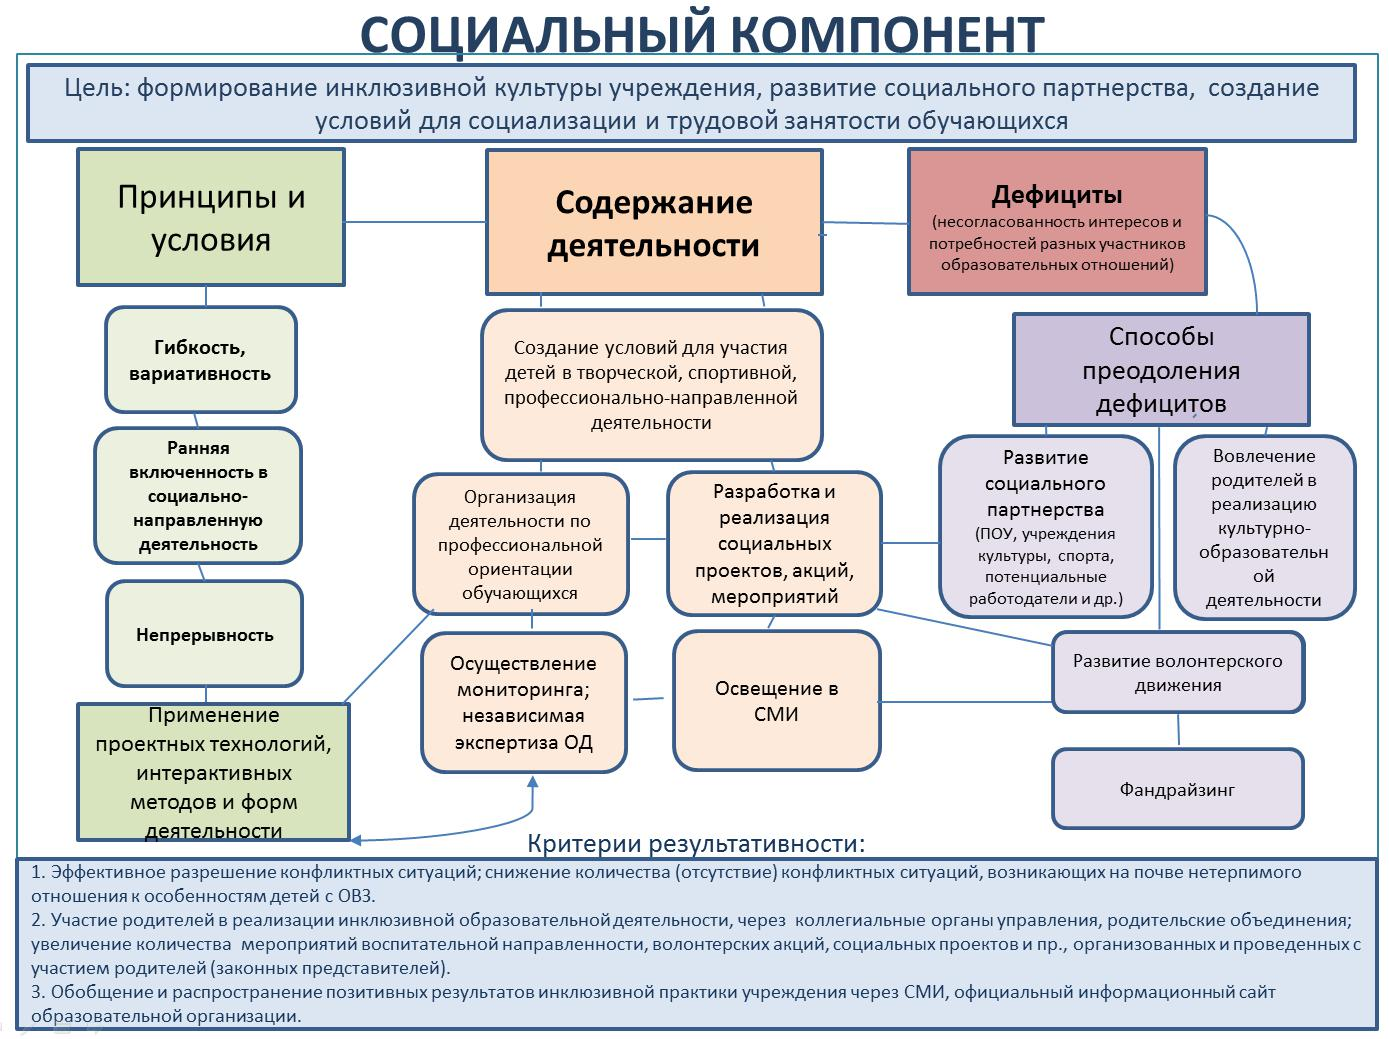 СОЦИАЛЬНЫЙ КОМПОНЕНТ
Цель: формирование инклюзивной культуры учреждения, развитие социального партнерства, создание
условий для социализации и трудовой занятости обучающихся
Принципы и
условия
Содержание
деятельности
Дефициты
(несогласованность интересов и
потребностей разных участников
образовательных отношений)
Гибкость,
вариативность
Ранняя
включенность в
социально-
направленную
деятельность
Непрерывность
Применение
проектных технологий,
интерактивных
методов и форм
деятельности
Создание условий для участия
детей в творческой, спортивной,
профессионально-направленной
деятельности
Организация
деятельности по
профессиональной
ориентации
обучающихся
Разработка и
реализация
социальных
проектов, акций,
мероприятий
Осуществление
мониторинга;
независимая
экспертиза ОД
Освещение в
СМИ
Способы
преодоления
дефицитов
Развитие
социального
партнерства
(ПОУ, учреждения
культуры, спорта,
потенциальные
работодатели и др.)
Вовлечение
родителей в
реализацию
культурно-
образовательн
ой
деятельности
Развитие волонтерского
движения
Фандрайзинг
Критерии результативности:
1. Эффективное разрешение конфликтных ситуаций; снижение количества (отсутствие) конфликтных ситуаций, возникающих на почве нетерпимого
отношения к особенностям детей с ОВЗ.
2. Участие родителей в реализации инклюзивной образовательной деятельности, через коллегиальные органы управления, родительские объединения;
увеличение количества мероприятий воспитательной направленности, волонтерских акций, социальных проектов и пр., организованных и проведенных с
участием родителей (законных представителей).
3. Обобщение и распространение позитивных результатов инклюзивной практики учреждения через СМИ, официальный информационный сайт
образовательной организации.